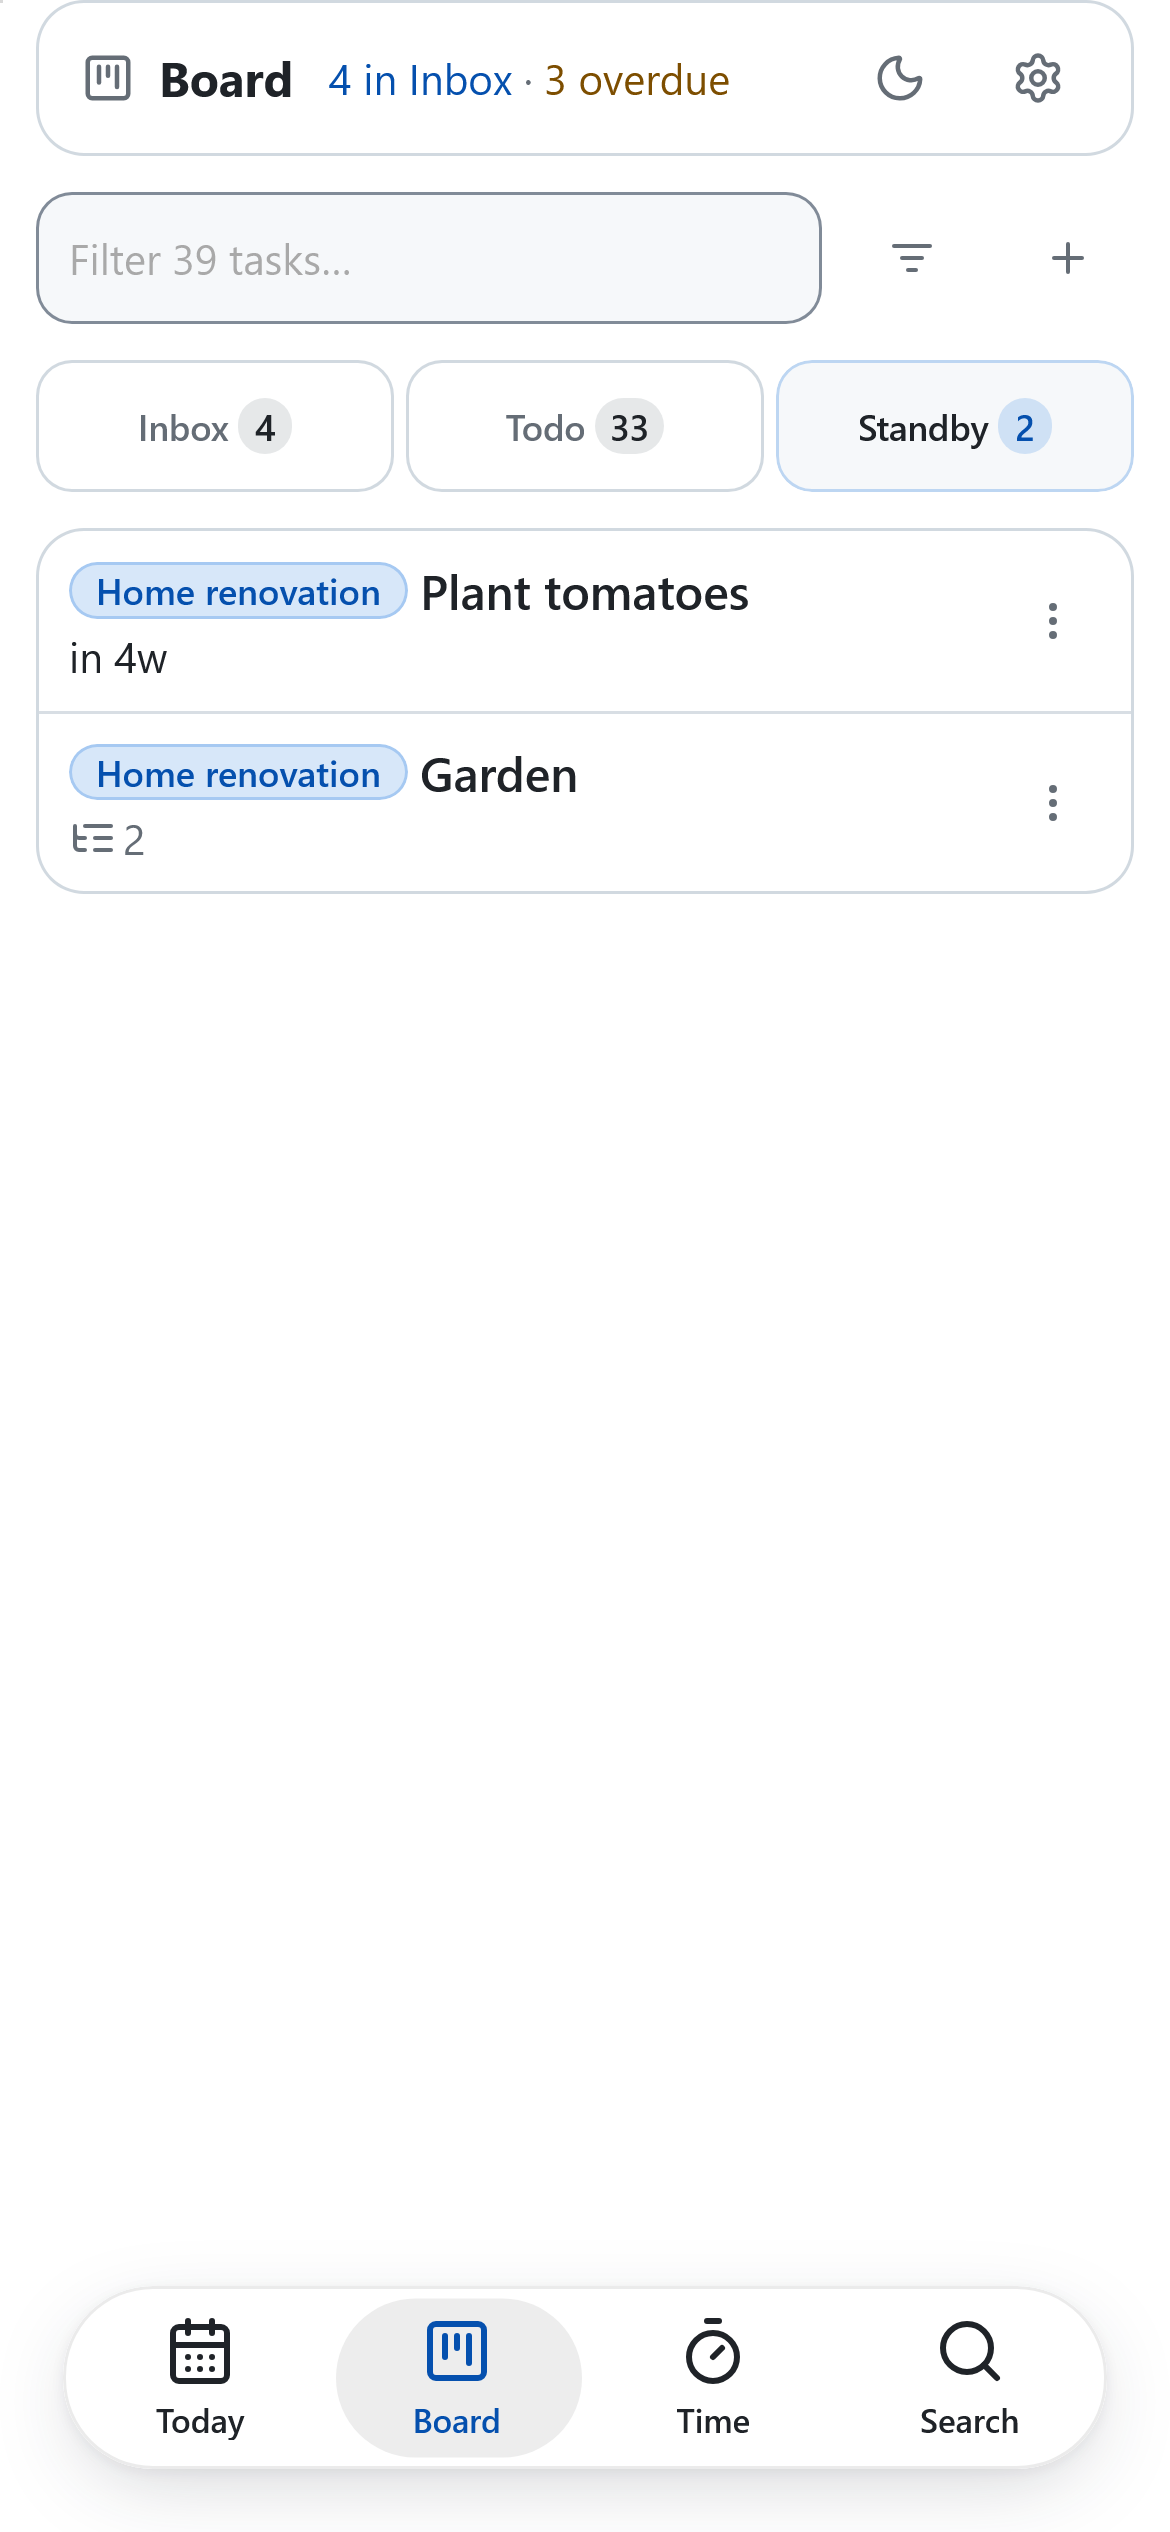 Board 4 in Inbox · 3 overdue
Filter 39 tasks...
Inbox 4 Todo 33 Standby 2
Home renovation Plant tomatoes
in 4w
Home renovation Garden
2
Today Board Time Search